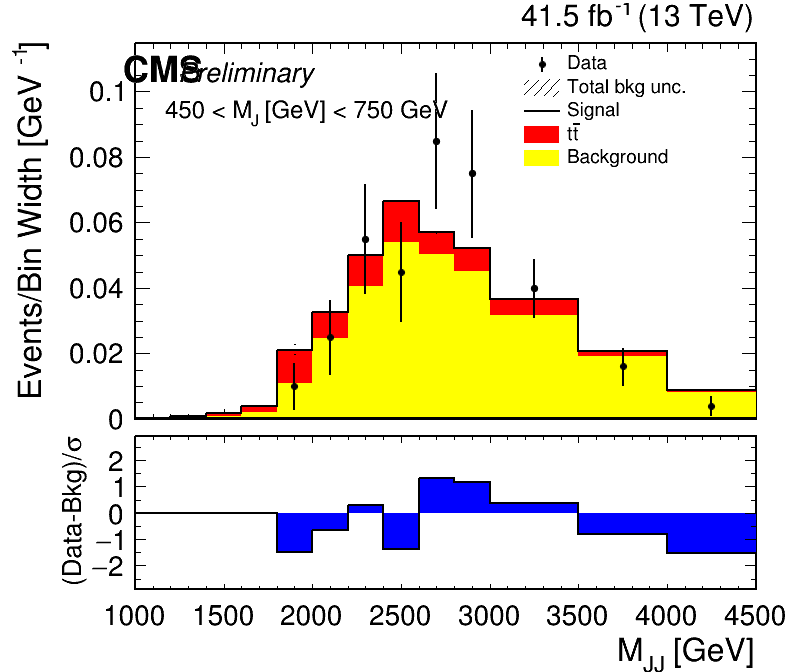 41.5 fb⁻¹ (13 TeV)
CMS Preliminary
450 < M_J [GeV] < 750 GeV
Data
Total bkg unc.
Signal
tt̄
Background
Events/Bin Width [GeV⁻¹]
0.1
0.08
0.06
0.04
0.02
0
(Data-Bkg)/σ
2
1
0
−1
−2
1000 1500 2000 2500 3000 3500 4000 4500
M_JJ [GeV]